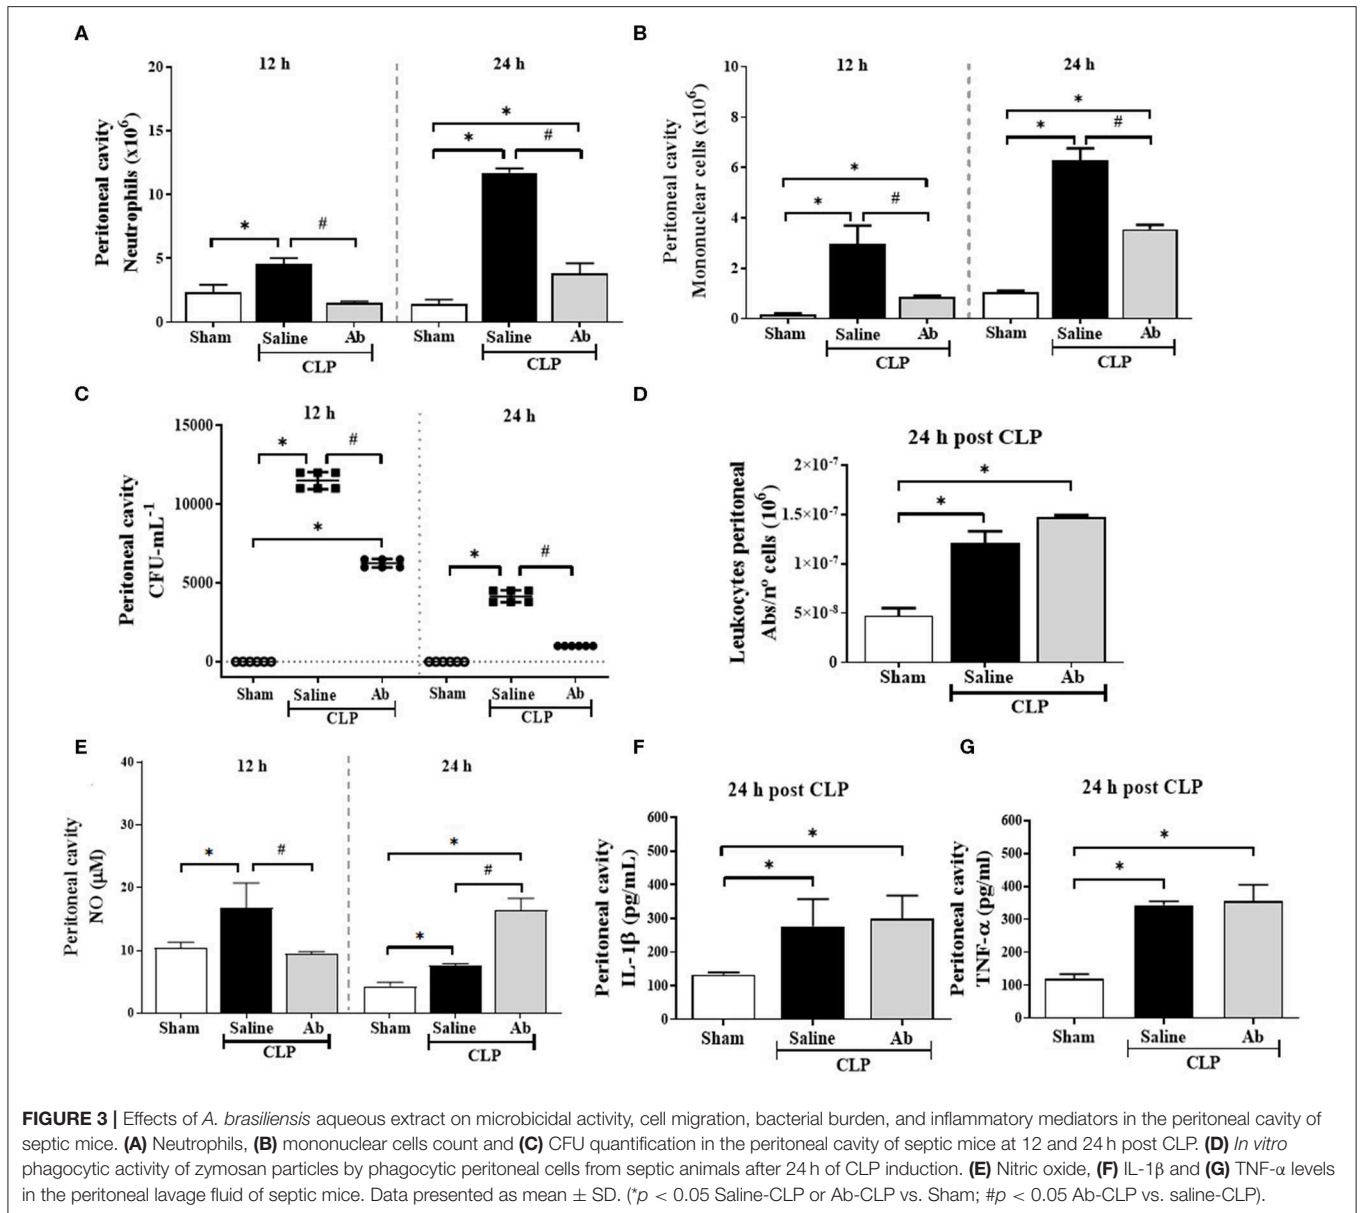 A
12 h
24 h
Peritoneal cavity
Neutrophils (x10⁶)
20
15
10
5
0
*
#
*
*
#
Sham
Saline
Ab
Sham
Saline
Ab
CLP
CLP
B
12 h
24 h
Peritoneal cavity
Mononuclear cells (x10⁶)
10
8
6
4
2
0
*
*
#
*
*
#
Sham
Saline
Ab
Sham
Saline
Ab
CLP
CLP
C
12 h
24 h
Peritoneal cavity
CFU-mL⁻¹
15000
10000
5000
0
*
#
*
*
#
Sham
Saline
Ab
Sham
Saline
Ab
CLP
CLP
D
24 h post CLP
Leukocytes peritoneal
Abs/nº cells (10⁶)
2×10⁻⁷
1.5×10⁻⁷
1×10⁻⁷
5×10⁻⁸
0
*
*
Sham
Saline
Ab
CLP
E
12 h
24 h
Peritoneal cavity
NO (µM)
40
30
20
10
0
*
#
*
#
*
Sham
Saline
Ab
Sham
Saline
Ab
CLP
CLP
F
24 h post CLP
Peritoneal cavity
IL-1β (pg/mL)
600
500
400
300
200
100
0
*
*
Sham
Saline
Ab
CLP
G
24 h post CLP
Peritoneal cavity
TNF-α (pg/ml)
600
500
400
300
200
100
0
*
*
Sham
Saline
Ab
CLP
FIGURE 3 | Effects of A. brasiliensis aqueous extract on microbicidal activity, cell migration, bacterial burden, and inflammatory mediators in the peritoneal cavity of
septic mice. (A) Neutrophils, (B) mononuclear cells count and (C) CFU quantification in the peritoneal cavity of septic mice at 12 and 24 h post CLP. (D) In vitro
phagocytic activity of zymosan particles by phagocytic peritoneal cells from septic animals after 24 h of CLP induction. (E) Nitric oxide, (F) IL-1β and (G) TNF-α levels
in the peritoneal lavage fluid of septic mice. Data presented as mean ± SD. (*p < 0.05 Saline-CLP or Ab-CLP vs. Sham; #p < 0.05 Ab-CLP vs. saline-CLP).